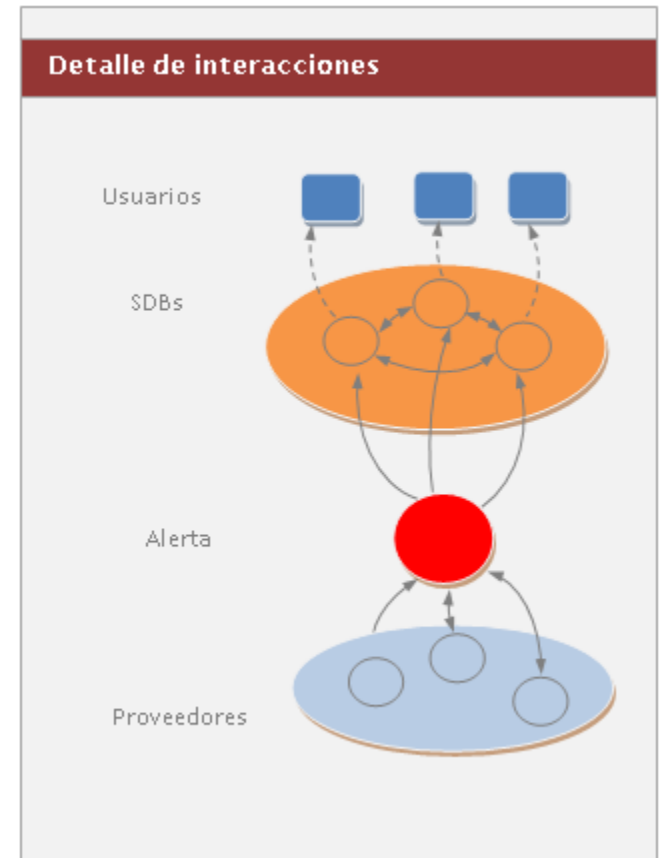 Detalle de interacciones
Usuarios
SDBs
Alerta
Proveedores